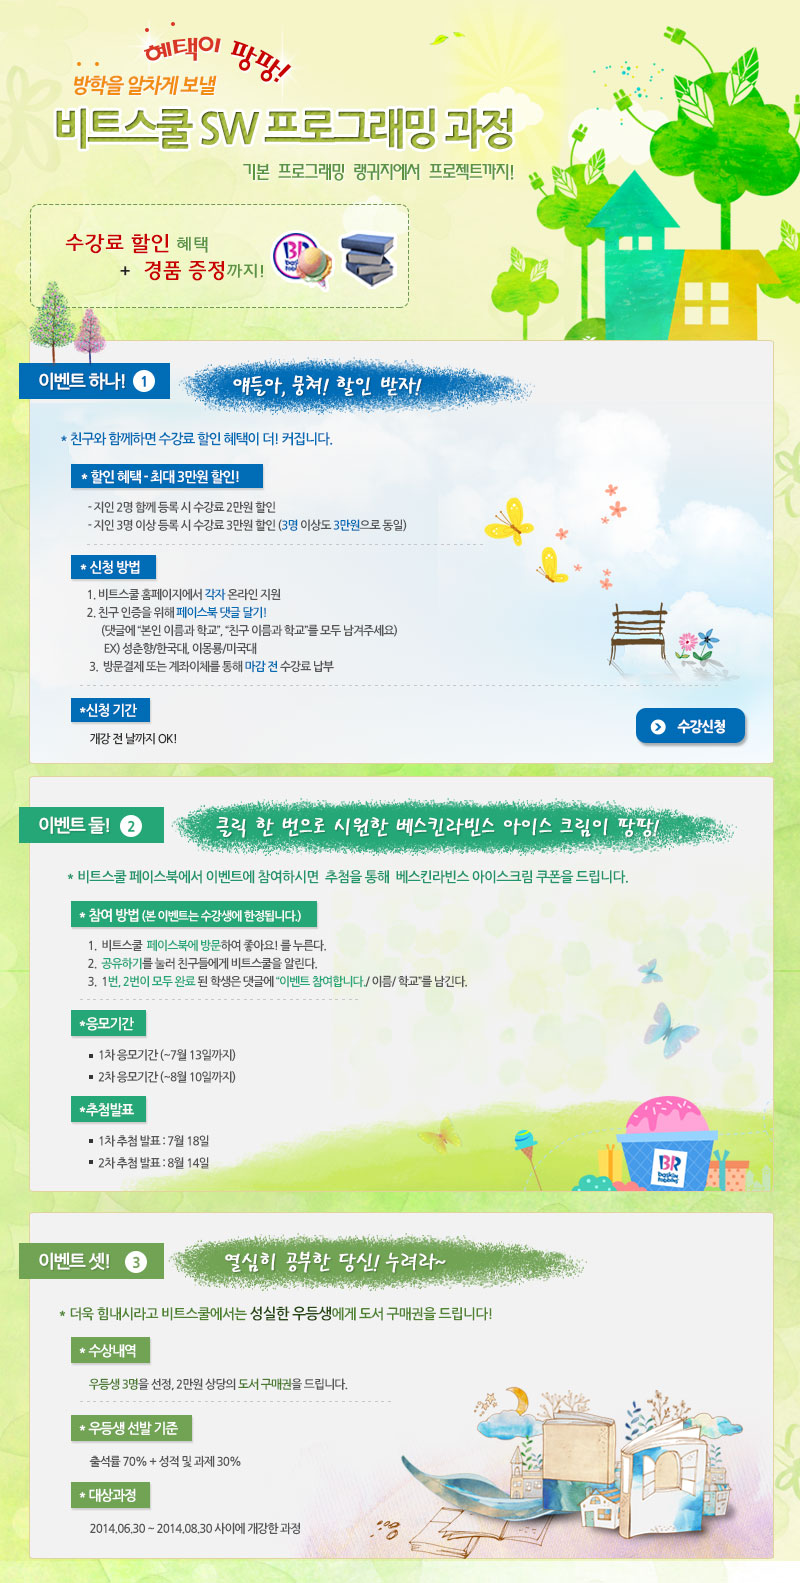 혜택이 팡팡!
방학을 알차게 보낼
비트스쿨 SW 프로그래밍 과정
기본 프로그래밍 랭귀지에서 프로젝트까지!
수강료 할인 혜택
+ 경품 증정까지!
BR
baskin robbins
이벤트 하나! 1
얘들아, 뭉쳐! 할인 받자!
* 친구와 함께하면 수강료 할인 혜택이 더! 커집니다.
* 할인 혜택 - 최대 3만원 할인!
- 지인 2명 함께 등록 시 수강료 2만원 할인
- 지인 3명 이상 등록 시 수강료 3만원 할인 (3명 이상도 3만원으로 동일)
* 신청 방법
1. 비트스쿨 홈페이지에서 각자 온라인 지원
2. 친구 인증을 위해 페이스북 댓글 달기!
(댓글에 “본인 이름과 학교”, “친구 이름과 학교”를 모두 남겨주세요)
EX) 성춘향/한국대, 이몽룡/미국대
3. 방문결제 또는 계좌이체를 통해 마감 전 수강료 납부
*신청 기간
개강 전 날까지 OK!
수강신청
이벤트 둘! 2
클릭 한 번으로 시원한 베스킨라빈스 아이스 크림이 팡팡!
* 비트스쿨 페이스북에서 이벤트에 참여하시면 추첨을 통해 베스킨라빈스 아이스크림 쿠폰을 드립니다.
* 참여 방법 (본 이벤트는 수강생에 한정됩니다.)
1. 비트스쿨 페이스북에 방문하여 좋아요! 를 누른다.
2. 공유하기를 눌러 친구들에게 비트스쿨을 알린다.
3. 1번, 2번이 모두 완료 된 학생은 댓글에 “이벤트 참여합니다./ 이름/ 학교”를 남긴다.
*응모기간
▪ 1차 응모기간 (~7월 13일까지)
▪ 2차 응모기간 (~8월 10일까지)
*추첨발표
▪ 1차 추첨 발표 : 7월 18일
▪ 2차 추첨 발표 : 8월 14일
BR
baskin robbins
이벤트 셋! 3
열심히 공부한 당신! 누려라~
* 더욱 힘내시라고 비트스쿨에서는 성실한 우등생에게 도서 구매권을 드립니다!
* 수상내역
우등생 3명을 선정, 2만원 상당의 도서 구매권을 드립니다.
* 우등생 선발 기준
출석률 70% + 성적 및 과제 30%
* 대상과정
2014.06.30 ~ 2014.08.30 사이에 개강한 과정